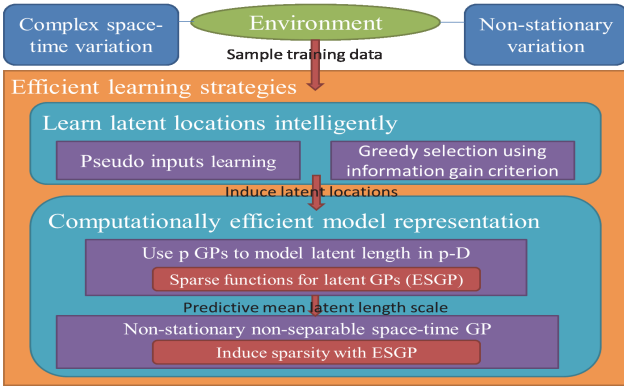 Complex space-
time variation
Environment
Non-stationary
variation
Sample training data
Efficient learning strategies
Learn latent locations intelligently
Pseudo inputs learning
Greedy selection using
information gain criterion
Induce latent locations
Computationally efficient model representation
Use p GPs to model latent length in p-D
Sparse functions for latent GPs (ESGP)
Predictive mean latent length scale
Non-stationary non-separable space-time GP
Induce sparsity with ESGP